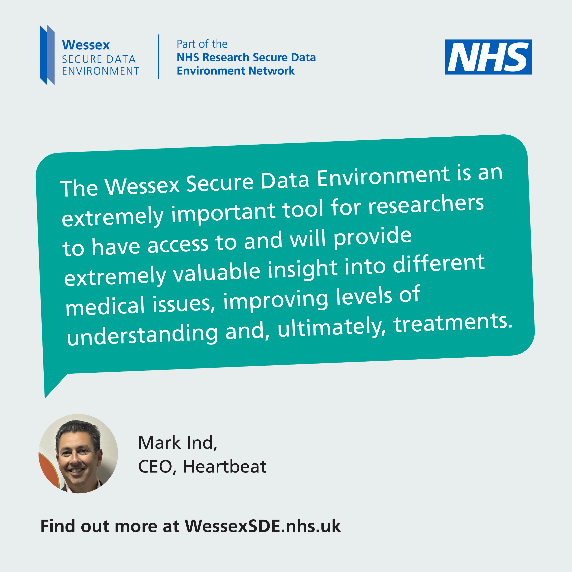 Wessex
SECURE DATA
ENVIRONMENT
Part of the
NHS Research Secure Data
Environment Network
NHS
The Wessex Secure Data Environment is an
extremely important tool for researchers
to have access to and will provide
extremely valuable insight into different
medical issues, improving levels of
understanding and, ultimately, treatments.
Mark Ind,
CEO, Heartbeat
Find out more at WessexSDE.nhs.uk